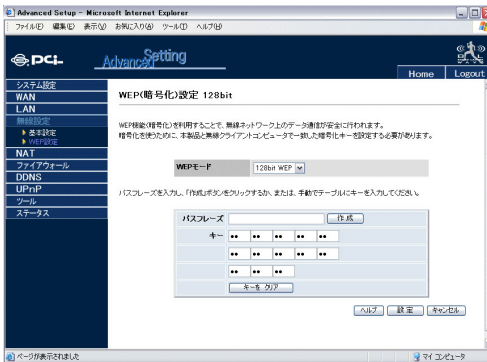 Advanced Setup - Microsoft Internet Explorer
ファイル(F) 編集(E) 表示(V) お気に入り(A) ツール(T) ヘルプ(H)
PCi.
Advanced Setting
Home Logout
システム設定
WAN
LAN
無線設定
基本設定
WEP設定
NAT
ファイアウォール
DDNS
UPnP
ツール
ステータス
WEP(暗号化)設定 128bit
WEP機能(暗号化)を利用することで、無線ネットワーク上のデータ通信が安全に行われます。
暗号化を使うために、本製品と無線クライアントコンピュータで一致した暗号化キーを設定する必要があります。
WEPモード 128bit WEP
パスフレーズを入力し、「作成」ボタンをクリックするか、または、手動でテーブルにキーを入力してください。
パスフレーズ 作成
キー •• •• •• •• ••
•• •• •• •• ••
•• •• ••
キーを クリア
ヘルプ 設定 キャンセル
ページが表示されました マイ コンピュータ